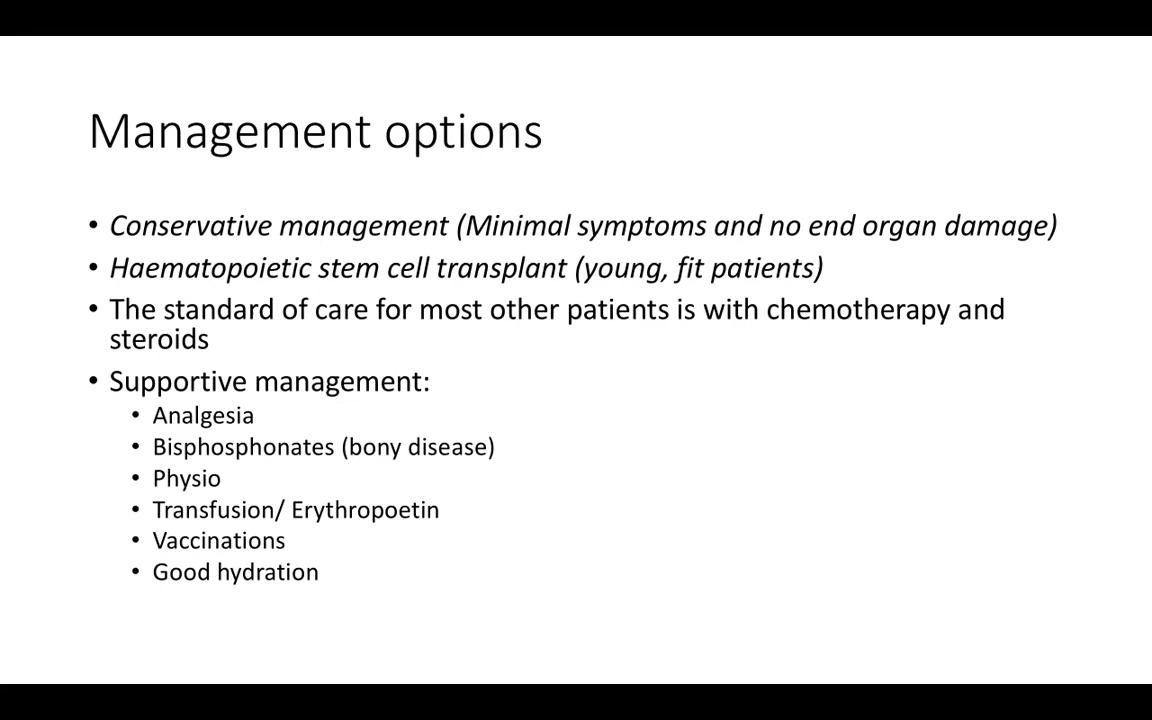 Management options
• Conservative management (Minimal symptoms and no end organ damage)
• Haematopoietic stem cell transplant (young, fit patients)
• The standard of care for most other patients is with chemotherapy and
steroids
• Supportive management:
• Analgesia
• Bisphosphonates (bony disease)
• Physio
• Transfusion/ Erythropoetin
• Vaccinations
• Good hydration